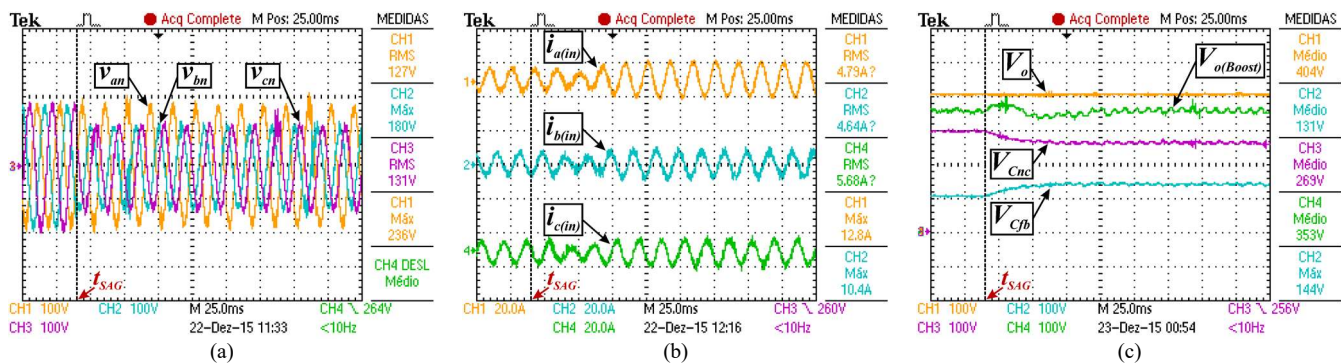 Tek Acq Complete M Pos: 25.00ms MEDIDAS
CH1
RMS
127V
CH2
Máx
180V
CH3
RMS
131V
CH1
Máx
236V
CH4 DESL
Médio
v_an
v_bn
v_cn
3
t_SAG
CH1 100V CH2 100V M 25.0ms CH4 264V
CH3 100V 22-Dez-15 11:33 <10Hz
(a)
Tek Acq Complete M Pos: 25.00ms MEDIDAS
CH1
RMS
4.79A?
CH2
RMS
4.64A?
CH4
RMS
5.68A?
CH1
Máx
12.8A
CH2
Máx
10.4A
i_a(in)
1
i_b(in)
2
i_c(in)
4
t_SAG
CH1 20.0A CH2 20.0A M 25.0ms CH3 260V
CH4 20.0A 22-Dez-15 12:16 <10Hz
(b)
Tek Acq Complete M Pos: 25.00ms MEDIDAS
CH1
Médio
404V
CH2
Médio
131V
CH3
Médio
269V
CH4
Médio
353V
CH2
Máx
144V
V_o
V_o(Boost)
V_Cnc
V_Cfb
t_SAG
CH1 100V CH2 100V M 25.0ms CH3 256V
CH3 100V CH4 100V 23-Dez-15 00:54 <10Hz
(c)